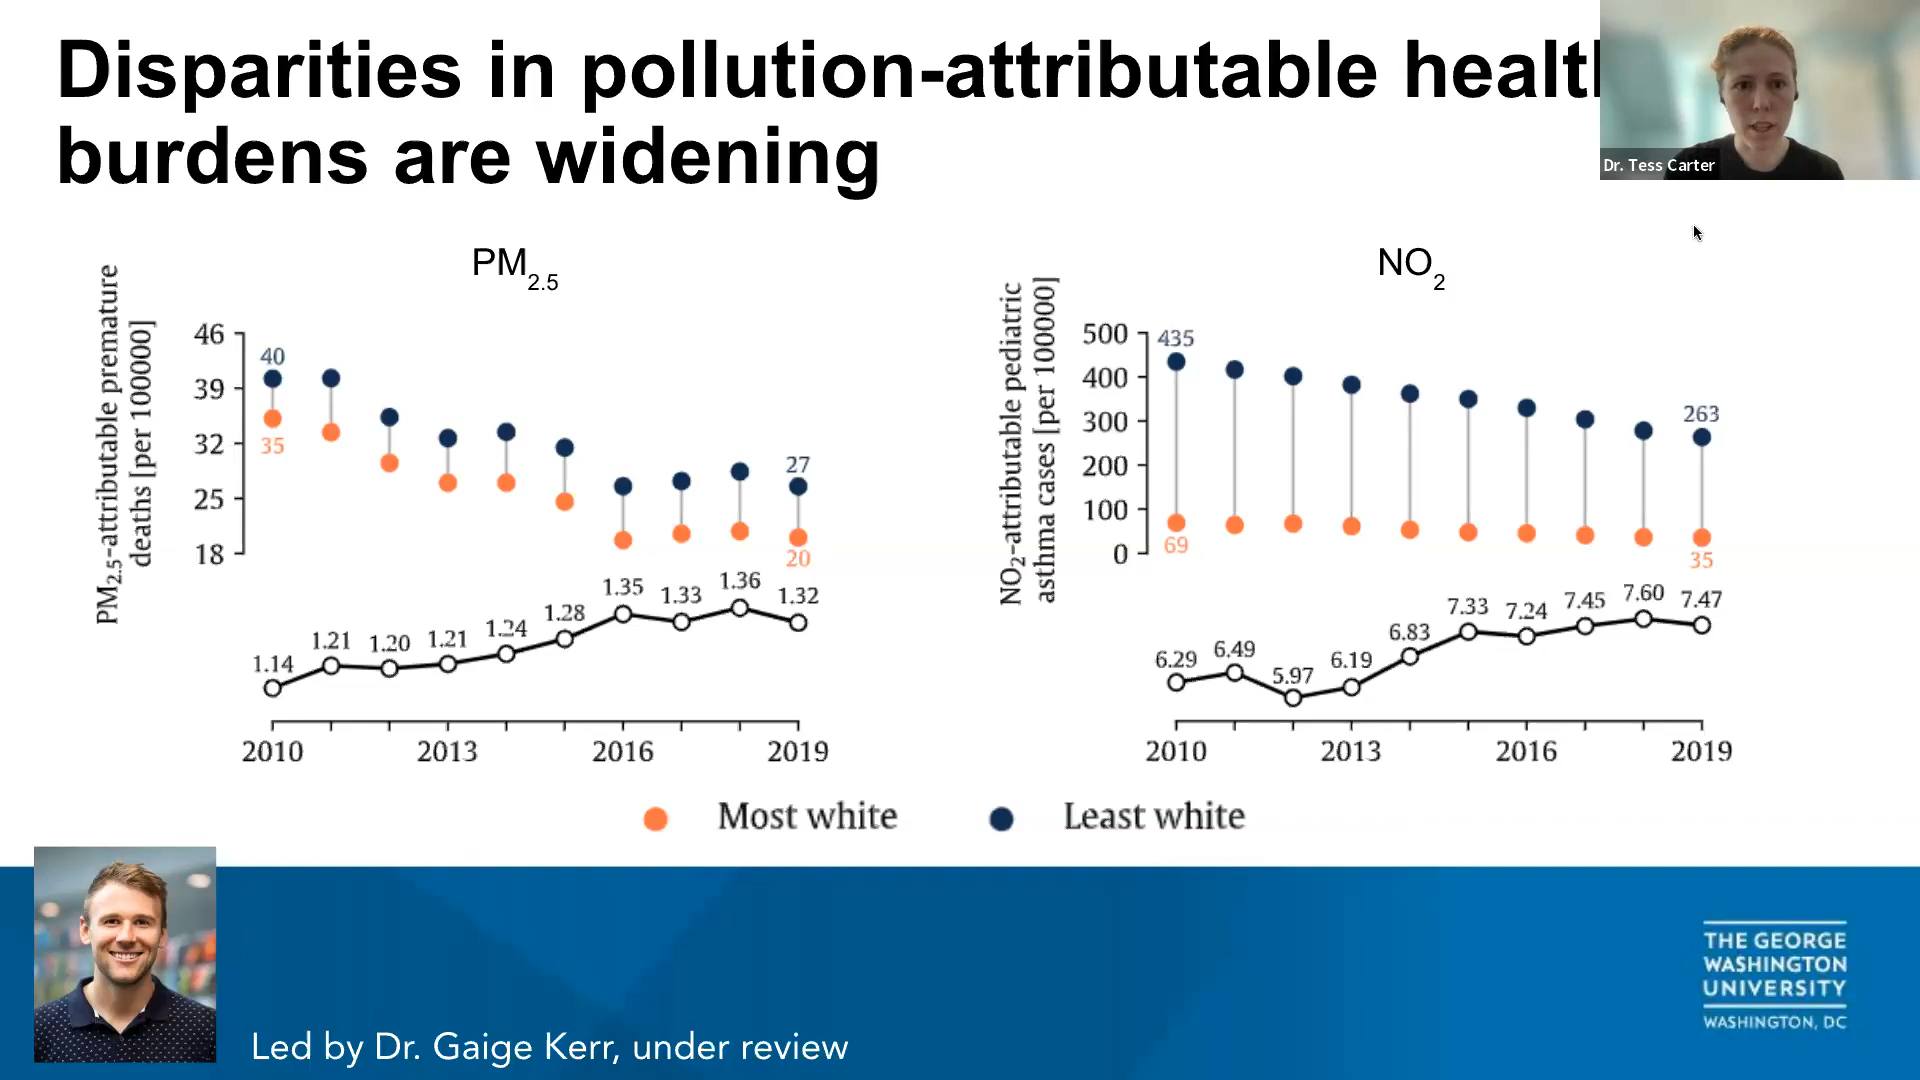 Disparities in pollution-attributable healt
burdens are widening
Dr. Tess Carter
PM2.5
PM2.5-attributable premature
deaths [per 100000]
46
39
32
25
18
40
35
27
20
1.14
1.21
1.20
1.21
1.24
1.28
1.35
1.33
1.36
1.32
2010
2013
2016
2019
NO2
NO2-attributable pediatric
asthma cases [per 100000]
500
400
300
200
100
0
435
69
263
35
6.29
6.49
5.97
6.19
6.83
7.33
7.24
7.45
7.60
7.47
2010
2013
2016
2019
Most white
Least white
Led by Dr. Gaige Kerr, under review
THE GEORGE
WASHINGTON
UNIVERSITY
WASHINGTON, DC